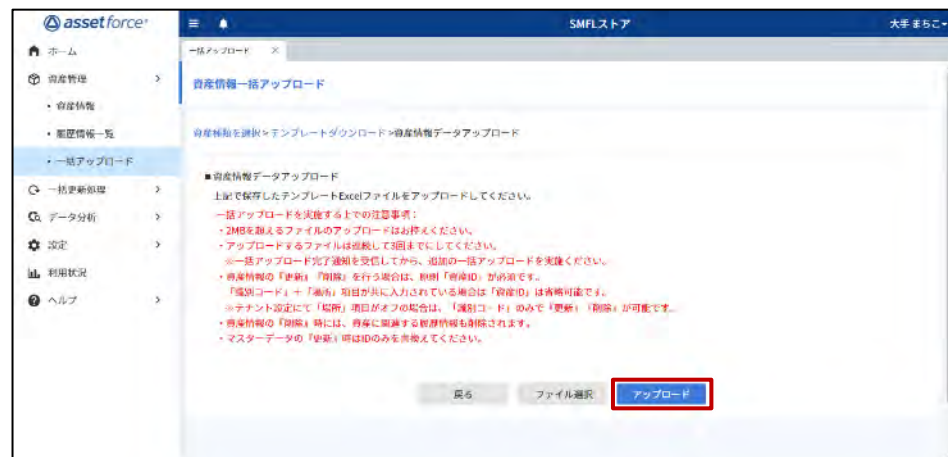 assetforce
SMFLストア
大手 まちこ
ホーム
一括アップロード ×
資産管理
資産情報一括アップロード
・資産情報
・履歴情報一覧
資産種類を選択>テンプレートダウンロード>資産情報データアップロード
・一括アップロード
■資産情報データアップロード
一括更新処理
上記で保存したテンプレートExcelファイルをアップロードしてください。
データ分析
一括アップロードを実施する上での注意事項：
・2MBを超えるファイルのアップロードはお控えください。
設定
・アップロードするファイルは連続して3回までにしてください。
※一括アップロード完了通知を受信してから、追加の一括アップロードを実施ください。
利用状況
・資産情報の『更新』『削除』を行う場合は、原則「資産ID」が必須です。
「識別コード」＋「場所」項目が共に入力されている場合は「資産ID」は省略可能です。
ヘルプ
※テナント設定にて「場所」項目がオフの場合は、「識別コード」のみで『更新』『削除』が可能です。
・資産情報の『削除』時には、資産に関連する履歴情報も削除されます。
・マスターデータの『更新』時はIDのみを書換えてください。
戻る ファイル選択 アップロード